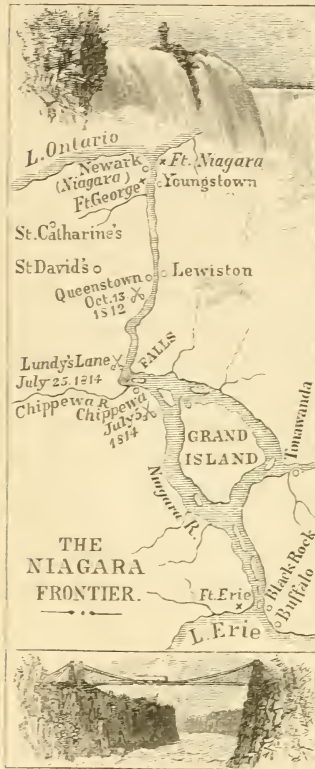 L. Ontario
Newark
(Niagara)
Ft. George
Ft. Niagara
Youngstown
St. Catharine's
St David's
Queenstown
Oct. 13
1812
Lewiston
Lundy's Lane
July 25. 1814
FALLS
Chippewa R.
Chippewa
July 5
1814
GRAND
ISLAND
Tonawanda
Niagara R.
THE
NIAGARA
FRONTIER.
Ft. Erie
Black Rock
Buffalo
L. Erie